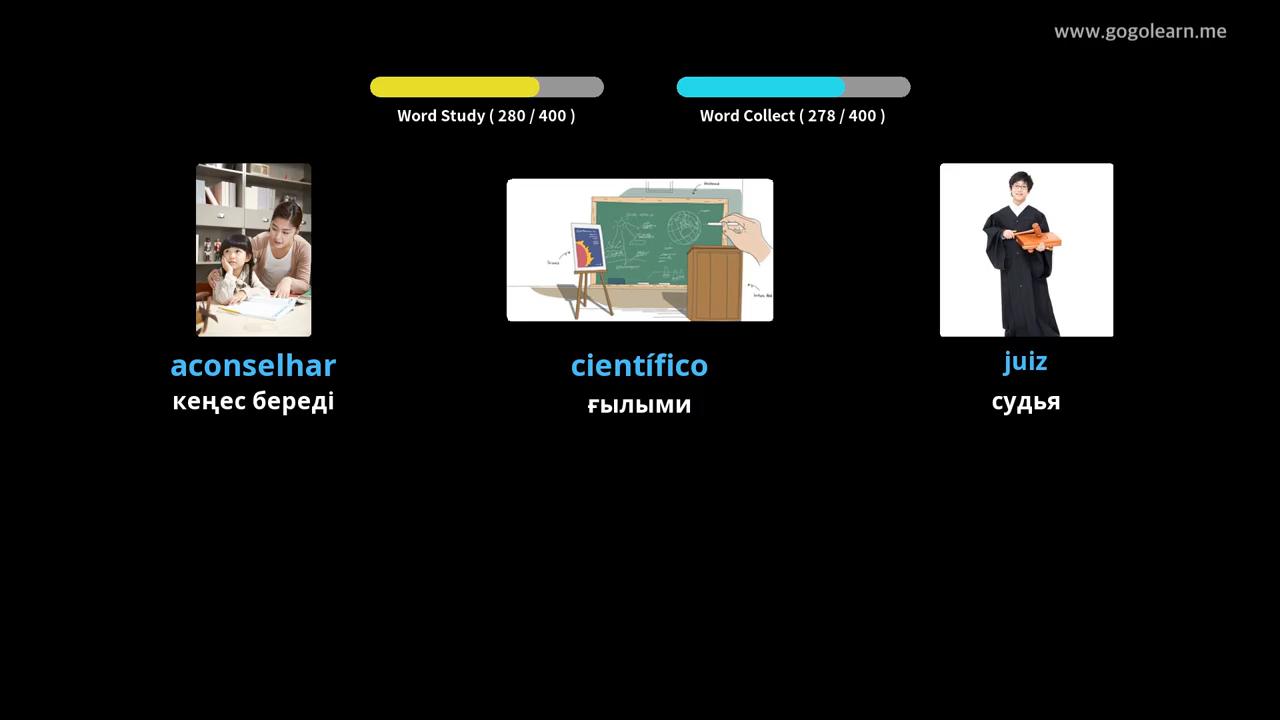 www.gogolearn.me
Word Study ( 280 / 400 )
Word Collect ( 278 / 400 )
aconselhar
científico
juiz
кеңес береді
ғылыми
судья